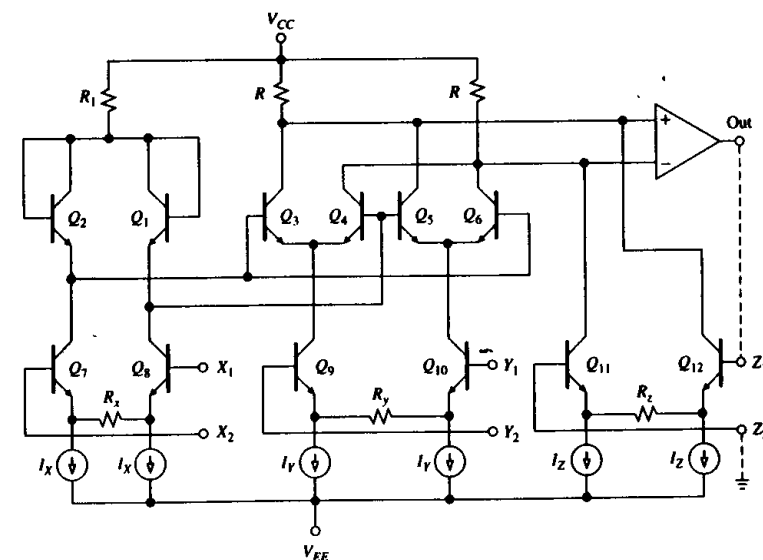 V_CC
R_1
R
R
+
−
Out
Q_2
Q_1
Q_3
Q_4
Q_5
Q_6
Q_7
Q_8
X_1
Q_9
Q_10
Y_1
Q_11
Q_12
R_x
X_2
R_y
Y_2
R_z
I_X
I_X
I_Y
I_Y
I_Z
I_Z
V_EE